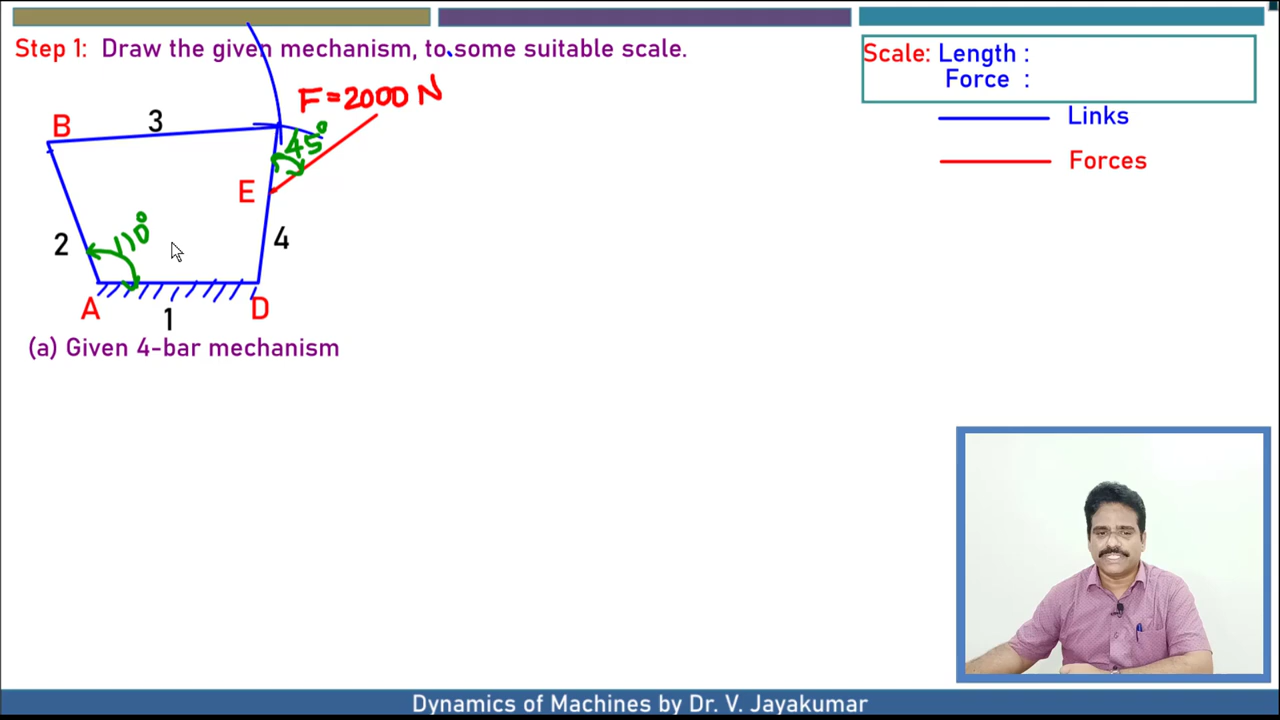 Step 1: Draw the given mechanism, to some suitable scale.
Scale: Length :
Force :
Links
Forces
F = 2000 N
B
3
45°
E
110°
2
4
A
1
D
(a) Given 4-bar mechanism
Dynamics of Machines by Dr. V. Jayakumar